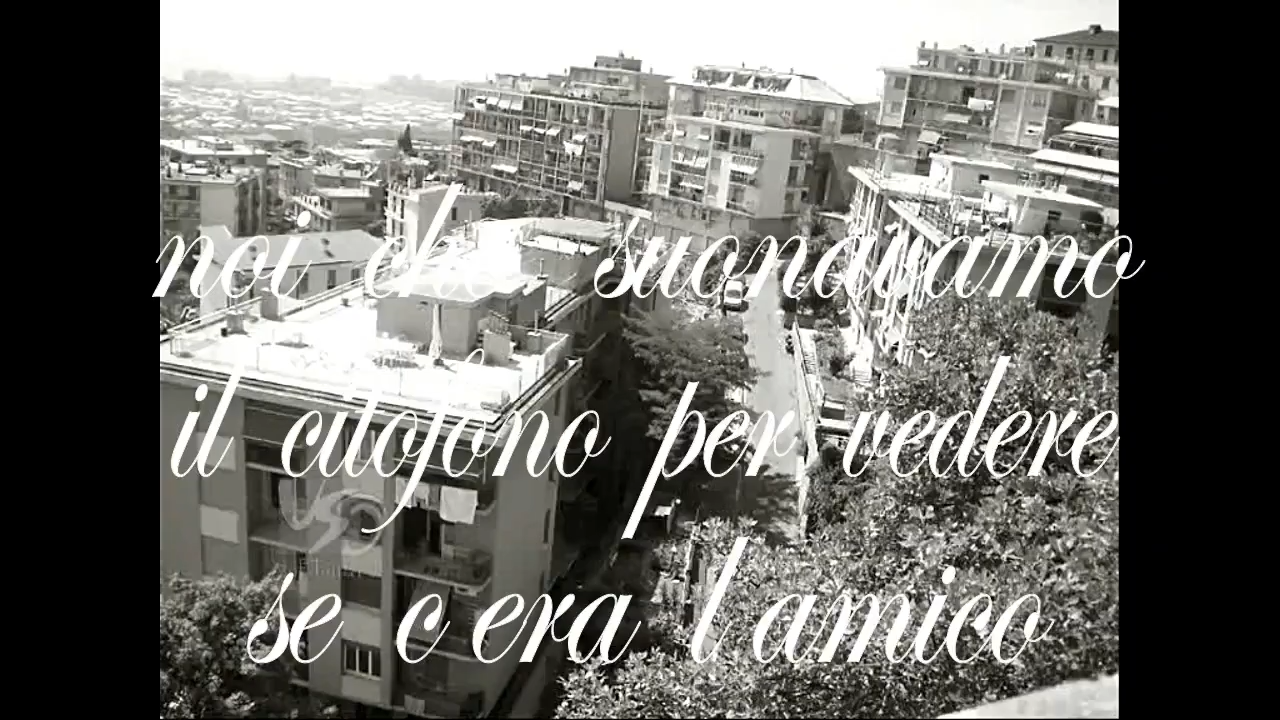 noi che suonavamo
il citofono per vedere
se c'era l'amico